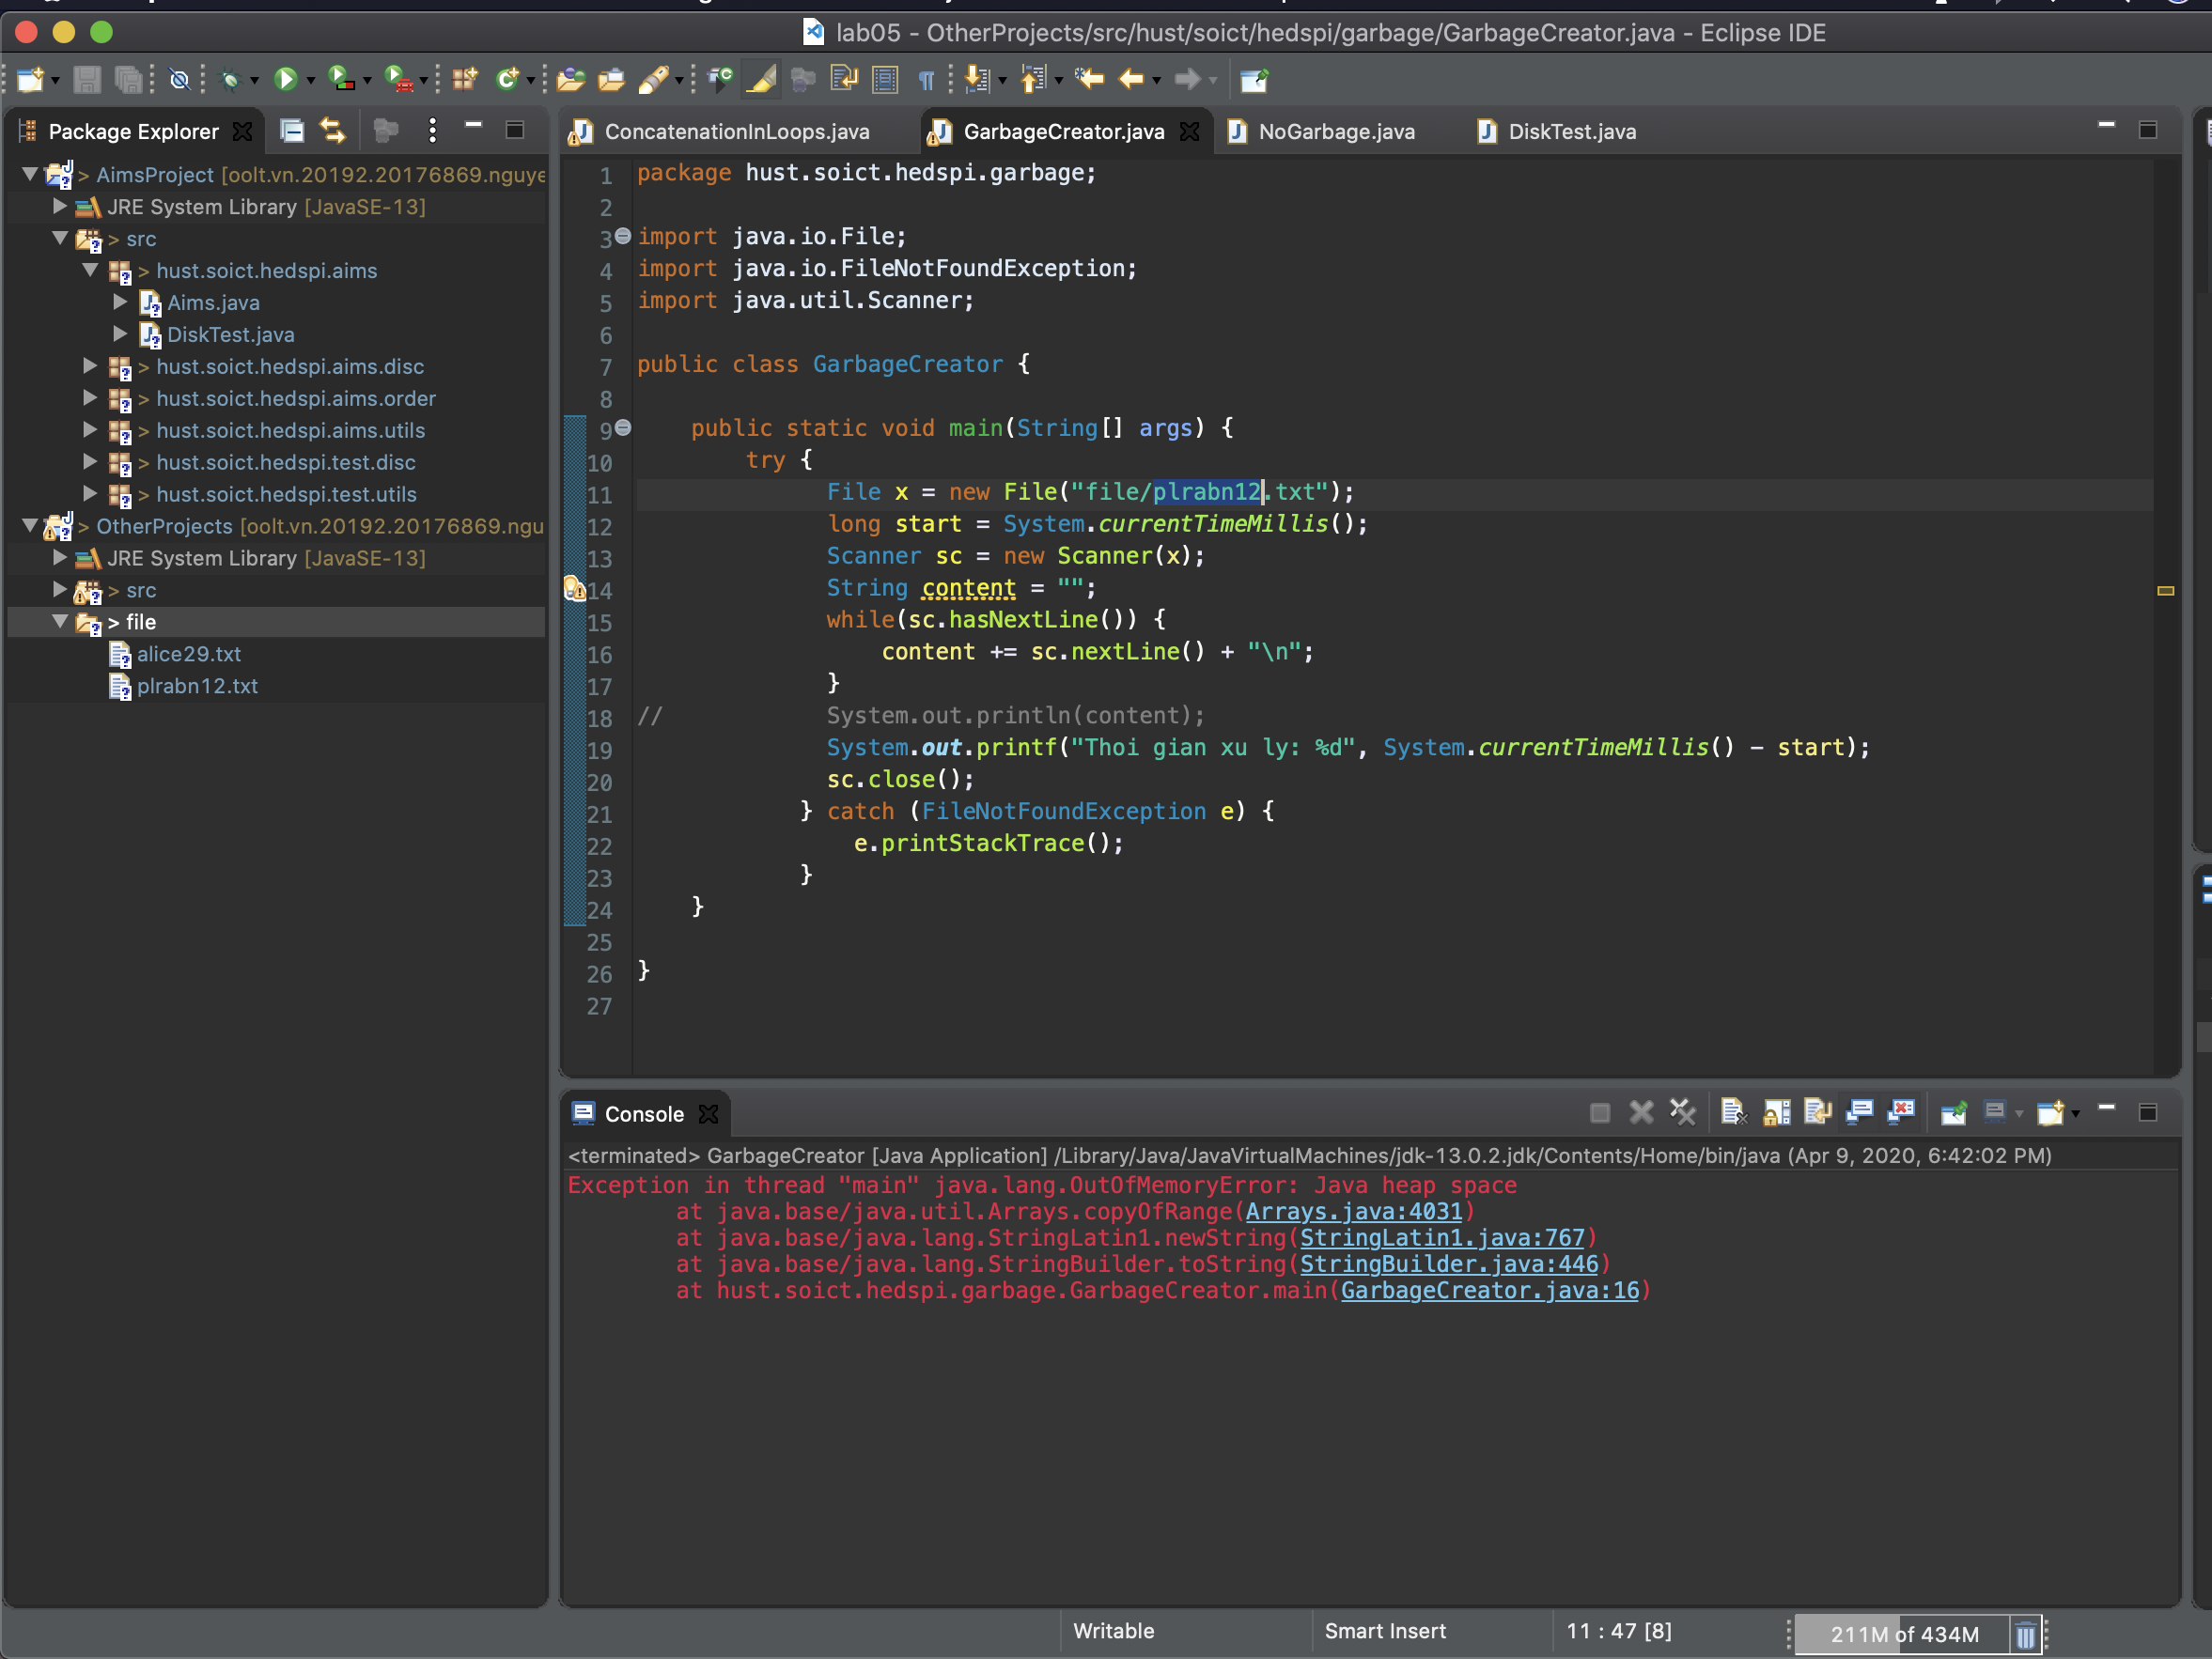 lab05 - OtherProjects/src/hust/soict/hedspi/garbage/GarbageCreator.java - Eclipse IDE
Package Explorer
> AimsProject [oolt.vn.20192.20176869.nguye
JRE System Library [JavaSE-13]
> src
> hust.soict.hedspi.aims
Aims.java
DiskTest.java
> hust.soict.hedspi.aims.disc
> hust.soict.hedspi.aims.order
> hust.soict.hedspi.aims.utils
> hust.soict.hedspi.test.disc
> hust.soict.hedspi.test.utils
> OtherProjects [oolt.vn.20192.20176869.ngu
JRE System Library [JavaSE-13]
> src
> file
alice29.txt
plrabn12.txt
ConcatenationInLoops.java GarbageCreator.java NoGarbage.java DiskTest.java
1 package hust.soict.hedspi.garbage;
2
3 import java.io.File;
4 import java.io.FileNotFoundException;
5 import java.util.Scanner;
6
7 public class GarbageCreator {
8
9 public static void main(String[] args) {
10 try {
11 File x = new File("file/plrabn12.txt");
12 long start = System.currentTimeMillis();
13 Scanner sc = new Scanner(x);
14 String content = "";
15 while(sc.hasNextLine()) {
16 content += sc.nextLine() + "\n";
17 }
18 // System.out.println(content);
19 System.out.printf("Thoi gian xu ly: %d", System.currentTimeMillis() - start);
20 sc.close();
21 } catch (FileNotFoundException e) {
22 e.printStackTrace();
23 }
24 }
25
26 }
27
Console
<terminated> GarbageCreator [Java Application] /Library/Java/JavaVirtualMachines/jdk-13.0.2.jdk/Contents/Home/bin/java (Apr 9, 2020, 6:42:02 PM)
Exception in thread "main" java.lang.OutOfMemoryError: Java heap space
at java.base/java.util.Arrays.copyOfRange(Arrays.java:4031)
at java.base/java.lang.StringLatin1.newString(StringLatin1.java:767)
at java.base/java.lang.StringBuilder.toString(StringBuilder.java:446)
at hust.soict.hedspi.garbage.GarbageCreator.main(GarbageCreator.java:16)
Writable Smart Insert 11 : 47 [8] 211M of 434M